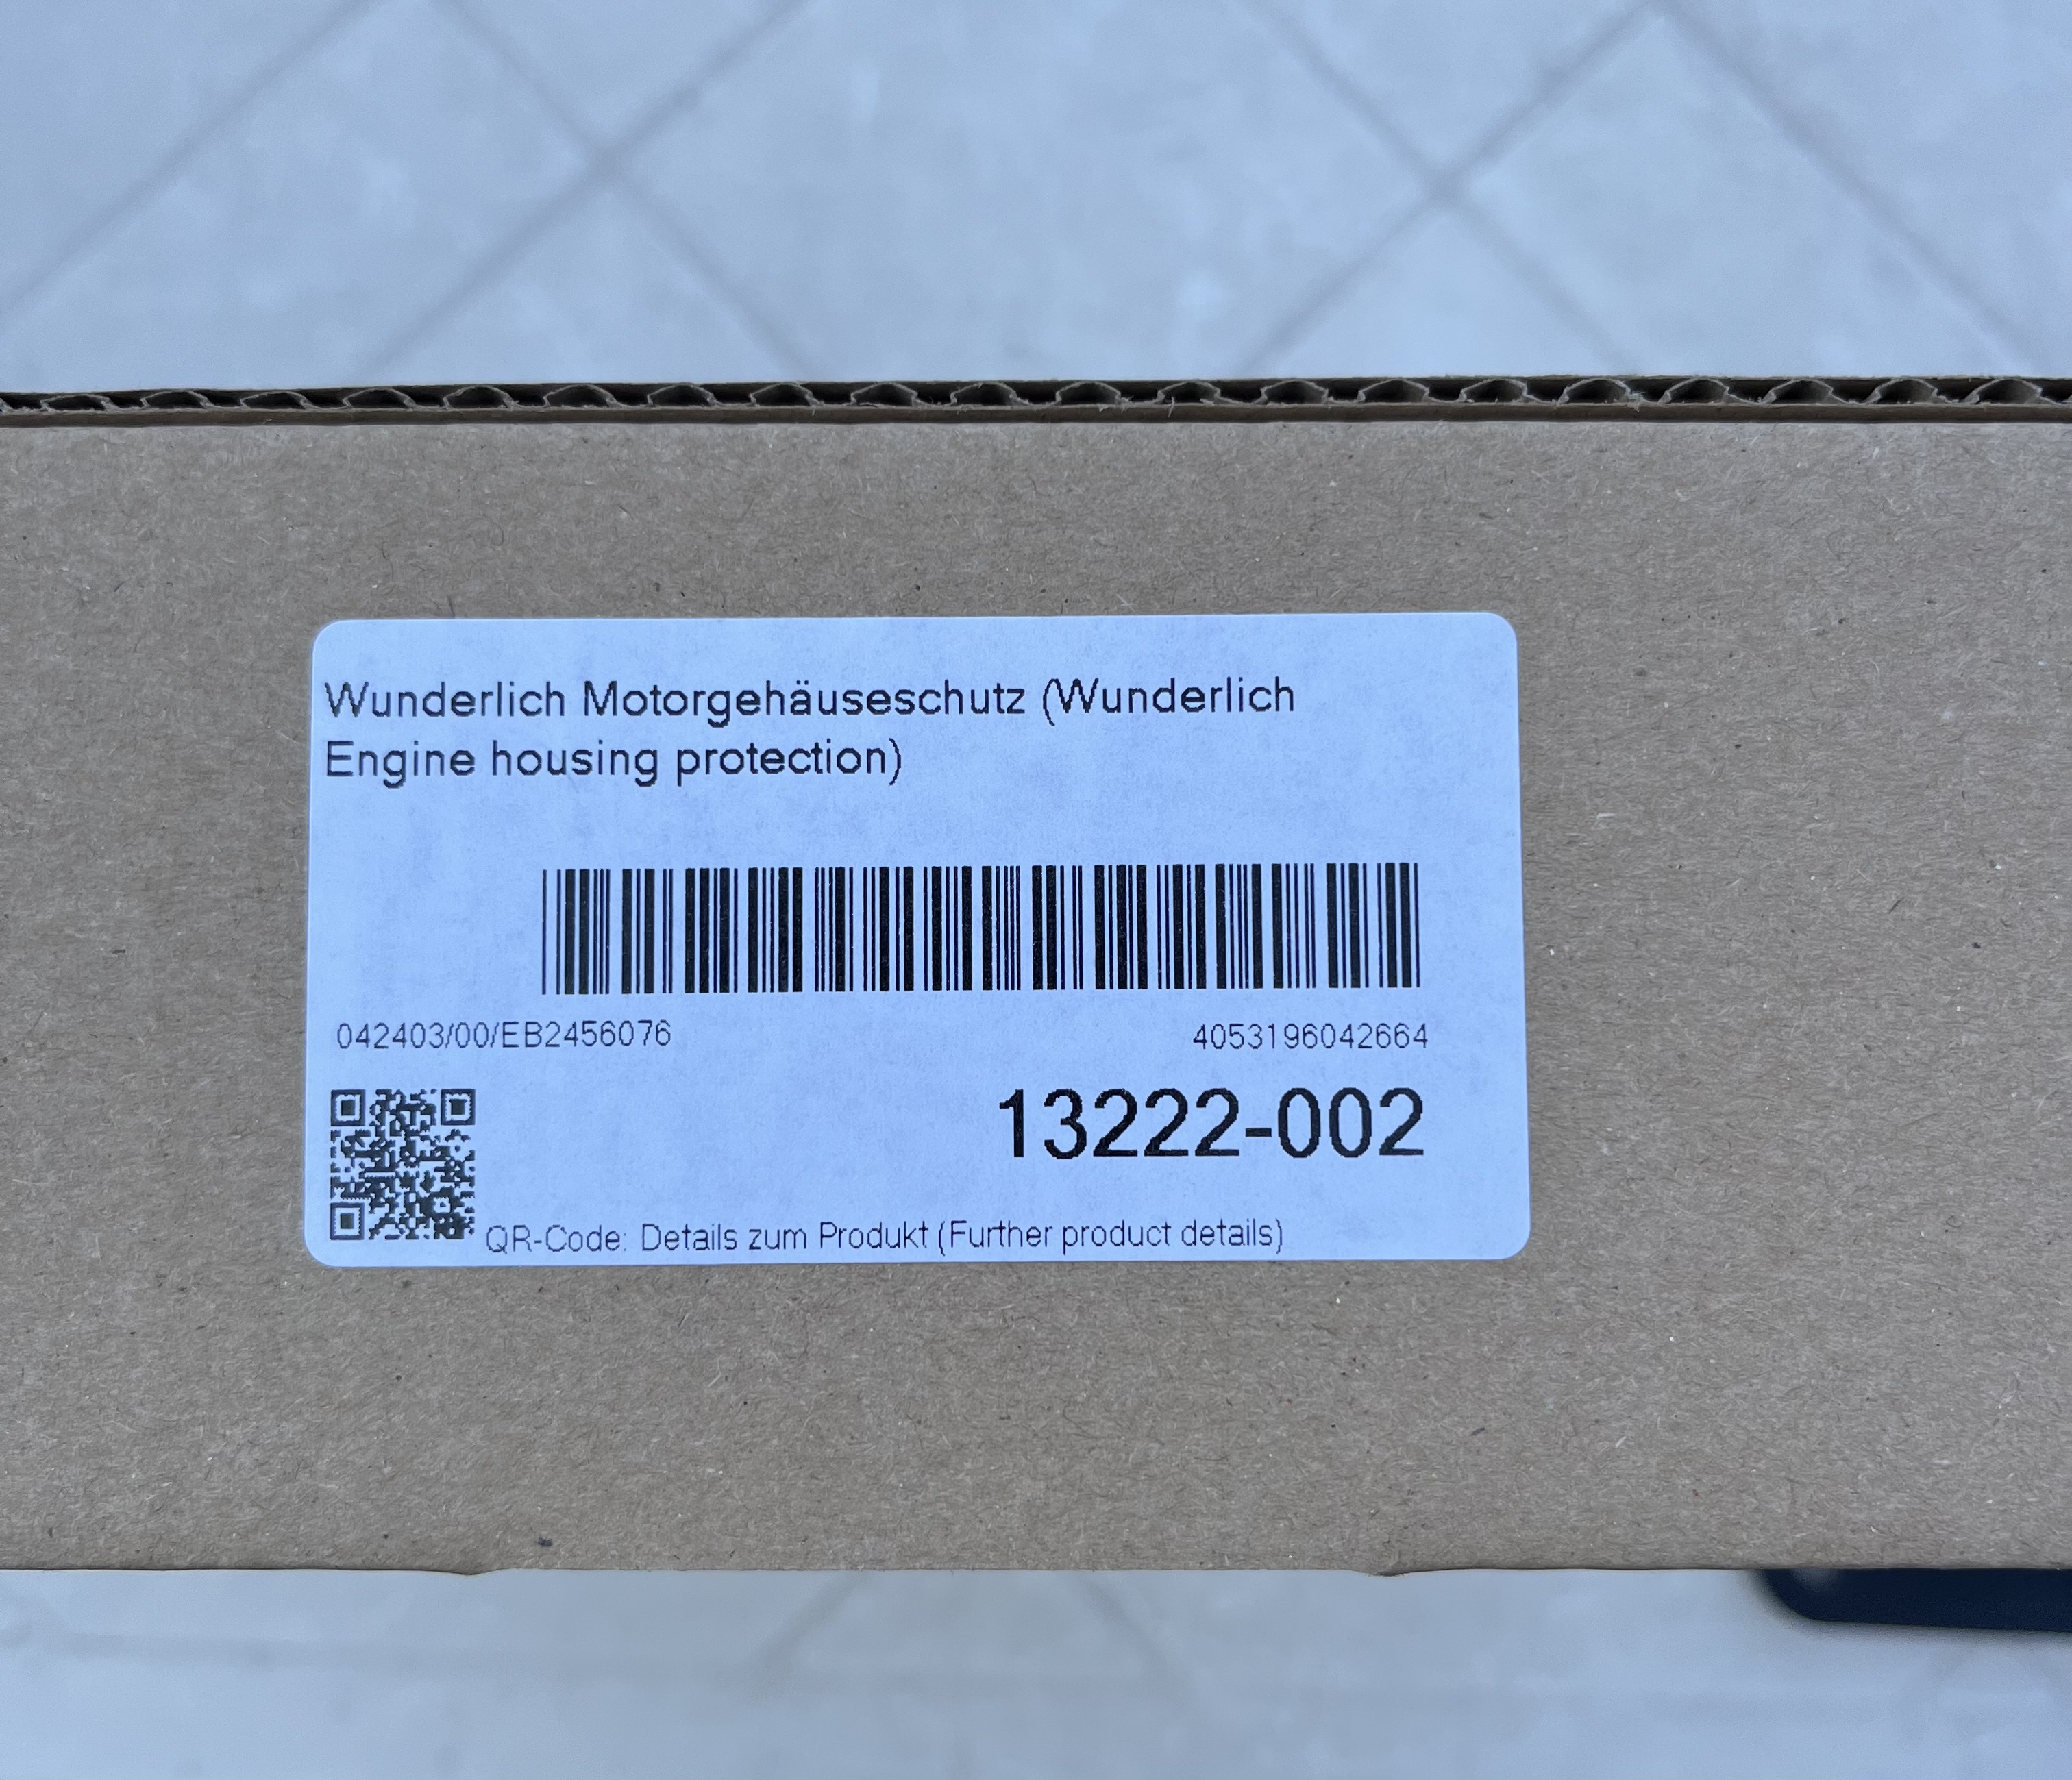 Wunderlich Motorgehäuseschutz (Wunderlich
Engine housing protection)
042403/00/EB2456076
4053196042664
13222-002
QR-Code: Details zum Produkt (Further product details)